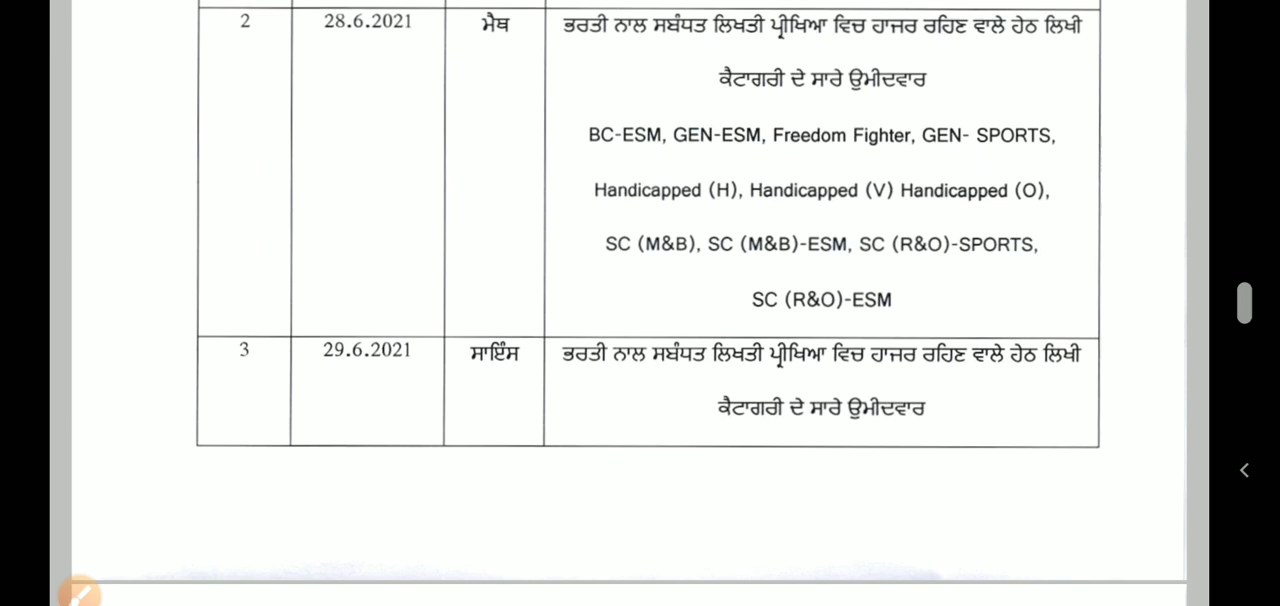 2 28.6.2021 ਮੈਥ ਭਰਤੀ ਨਾਲ ਸਬੰਧਤ ਲਿਖਤੀ ਪ੍ਰੀਖਿਆ ਵਿਚ ਹਾਜਰ ਰਹਿਣ ਵਾਲੇ ਹੇਠ ਲਿਖੀ
ਕੈਟਾਗਰੀ ਦੇ ਸਾਰੇ ਉਮੀਦਵਾਰ
BC-ESM, GEN-ESM, Freedom Fighter, GEN- SPORTS,
Handicapped (H), Handicapped (V) Handicapped (O),
SC (M&B), SC (M&B)-ESM, SC (R&O)-SPORTS,
SC (R&O)-ESM
3 29.6.2021 ਸਾਇੰਸ ਭਰਤੀ ਨਾਲ ਸਬੰਧਤ ਲਿਖਤੀ ਪ੍ਰੀਖਿਆ ਵਿਚ ਹਾਜਰ ਰਹਿਣ ਵਾਲੇ ਹੇਠ ਲਿਖੀ
ਕੈਟਾਗਰੀ ਦੇ ਸਾਰੇ ਉਮੀਦਵਾਰ